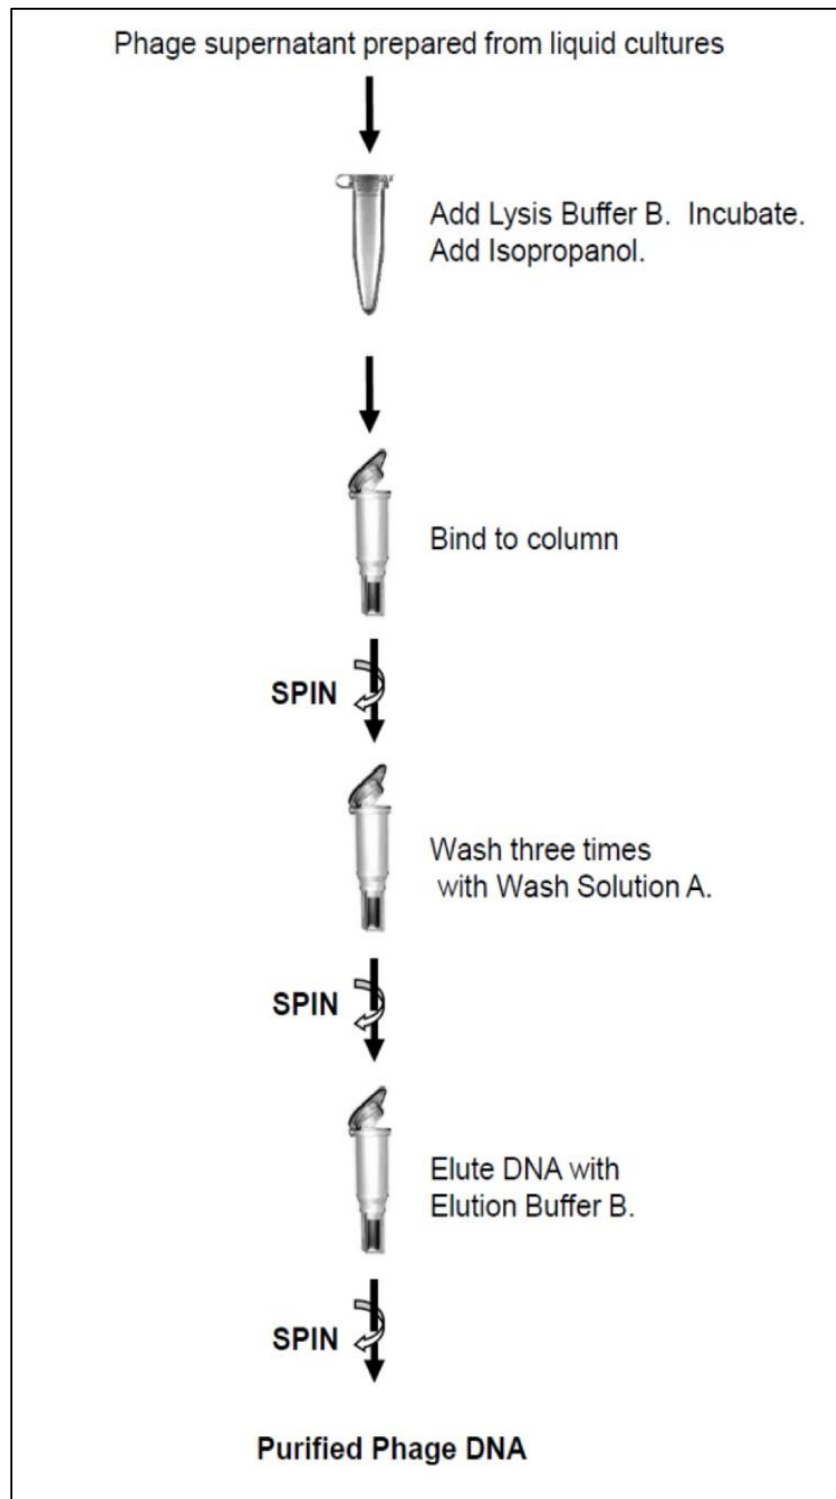 Phage supernatant prepared from liquid cultures
Add Lysis Buffer B.  Incubate.
Add Isopropanol.
Bind to column
SPIN
Wash three times
with Wash Solution A.
SPIN
Elute DNA with
Elution Buffer B.
SPIN
Purified Phage DNA